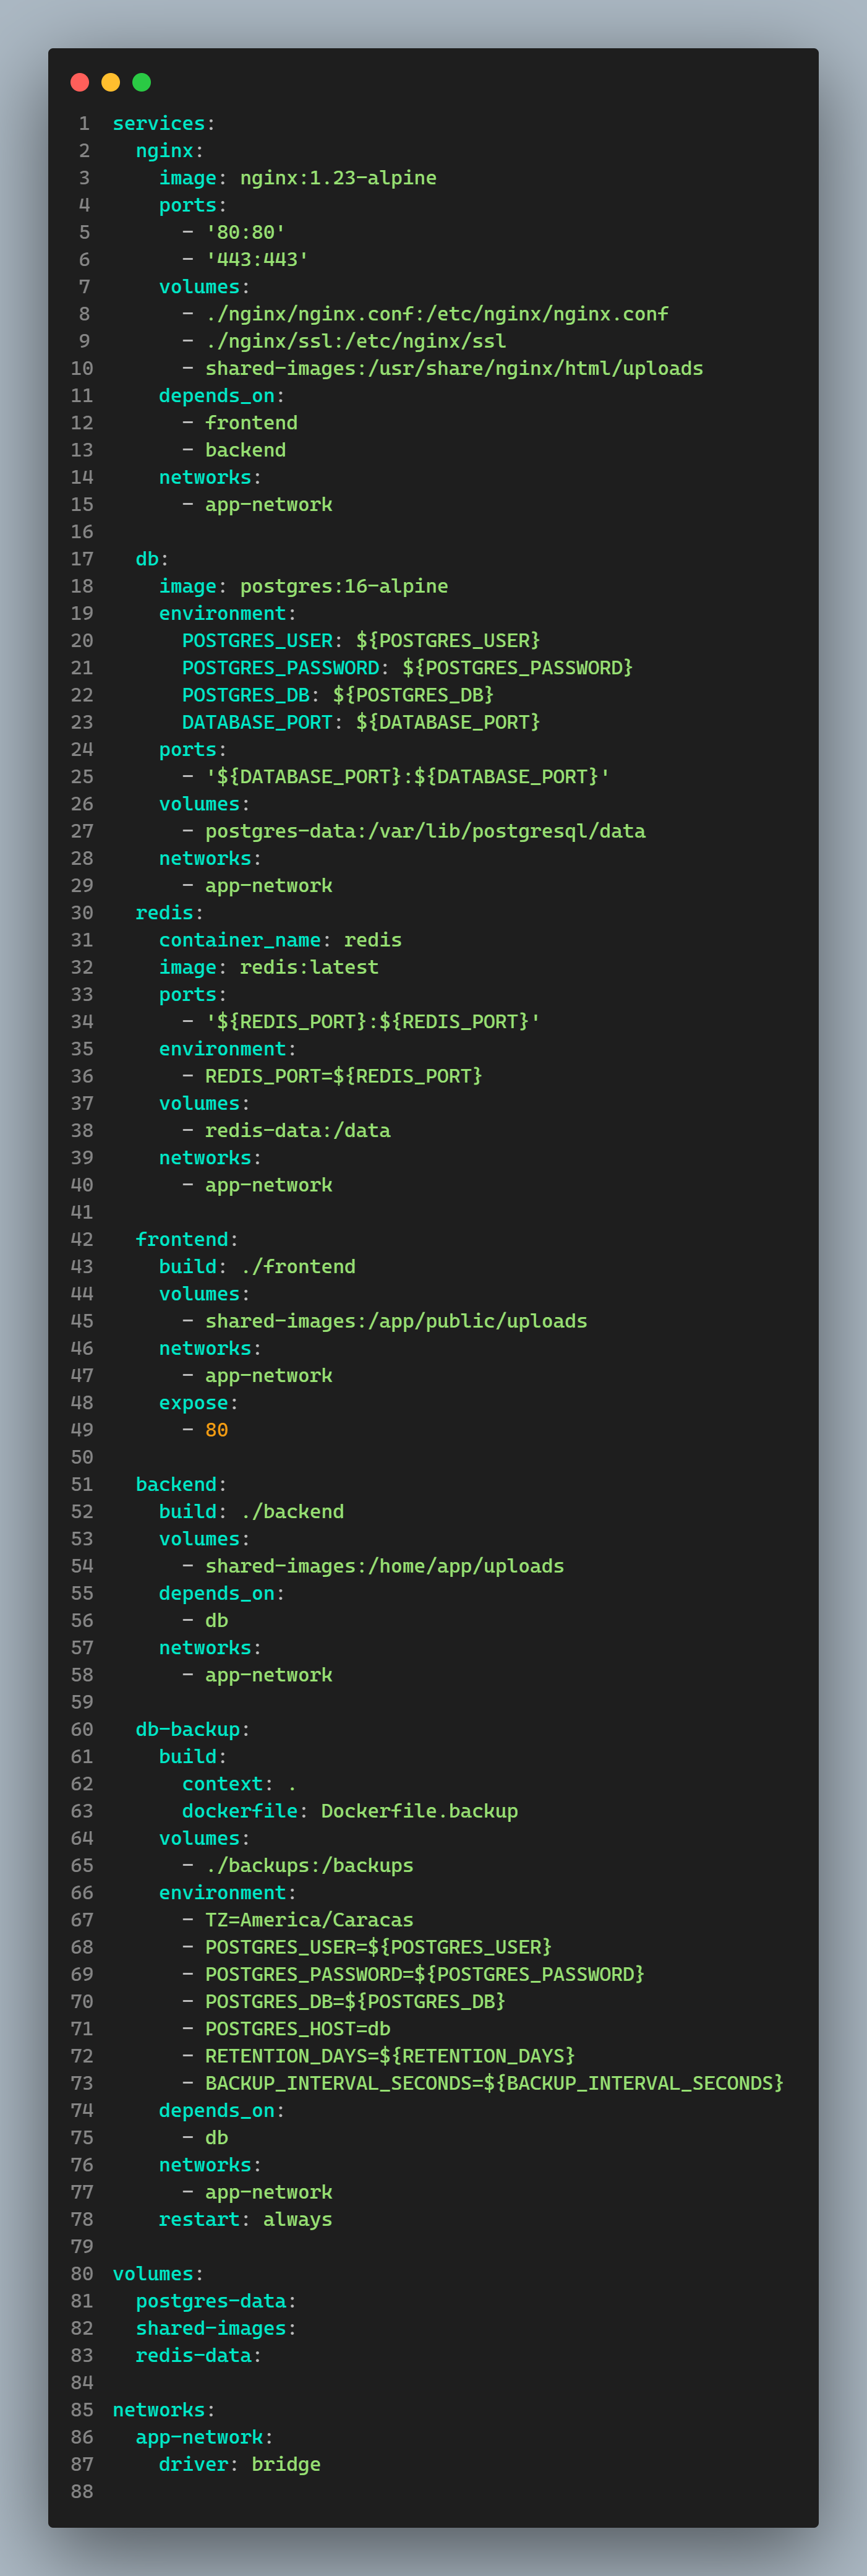 1 services:
2   nginx:
3     image: nginx:1.23-alpine
4     ports:
5       - '80:80'
6       - '443:443'
7     volumes:
8       - ./nginx/nginx.conf:/etc/nginx/nginx.conf
9       - ./nginx/ssl:/etc/nginx/ssl
10       - shared-images:/usr/share/nginx/html/uploads
11     depends_on:
12       - frontend
13       - backend
14     networks:
15       - app-network
16
17   db:
18     image: postgres:16-alpine
19     environment:
20       POSTGRES_USER: ${POSTGRES_USER}
21       POSTGRES_PASSWORD: ${POSTGRES_PASSWORD}
22       POSTGRES_DB: ${POSTGRES_DB}
23       DATABASE_PORT: ${DATABASE_PORT}
24     ports:
25       - '${DATABASE_PORT}:${DATABASE_PORT}'
26     volumes:
27       - postgres-data:/var/lib/postgresql/data
28     networks:
29       - app-network
30   redis:
31     container_name: redis
32     image: redis:latest
33     ports:
34       - '${REDIS_PORT}:${REDIS_PORT}'
35     environment:
36       - REDIS_PORT=${REDIS_PORT}
37     volumes:
38       - redis-data:/data
39     networks:
40       - app-network
41
42   frontend:
43     build: ./frontend
44     volumes:
45       - shared-images:/app/public/uploads
46     networks:
47       - app-network
48     expose:
49       - 80
50
51   backend:
52     build: ./backend
53     volumes:
54       - shared-images:/home/app/uploads
55     depends_on:
56       - db
57     networks:
58       - app-network
59
60   db-backup:
61     build:
62       context: .
63       dockerfile: Dockerfile.backup
64     volumes:
65       - ./backups:/backups
66     environment:
67       - TZ=America/Caracas
68       - POSTGRES_USER=${POSTGRES_USER}
69       - POSTGRES_PASSWORD=${POSTGRES_PASSWORD}
70       - POSTGRES_DB=${POSTGRES_DB}
71       - POSTGRES_HOST=db
72       - RETENTION_DAYS=${RETENTION_DAYS}
73       - BACKUP_INTERVAL_SECONDS=${BACKUP_INTERVAL_SECONDS}
74     depends_on:
75       - db
76     networks:
77       - app-network
78     restart: always
79
80 volumes:
81   postgres-data:
82   shared-images:
83   redis-data:
84
85 networks:
86   app-network:
87     driver: bridge
88